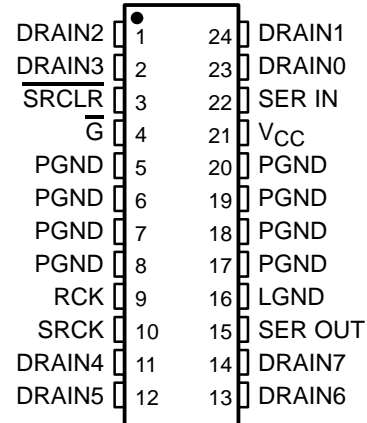 DRAIN2 1 24 DRAIN1
DRAIN3 2 23 DRAIN0
SRCLR 3 22 SER IN
G 4 21 VCC
PGND 5 20 PGND
PGND 6 19 PGND
PGND 7 18 PGND
PGND 8 17 PGND
RCK 9 16 LGND
SRCK 10 15 SER OUT
DRAIN4 11 14 DRAIN7
DRAIN5 12 13 DRAIN6